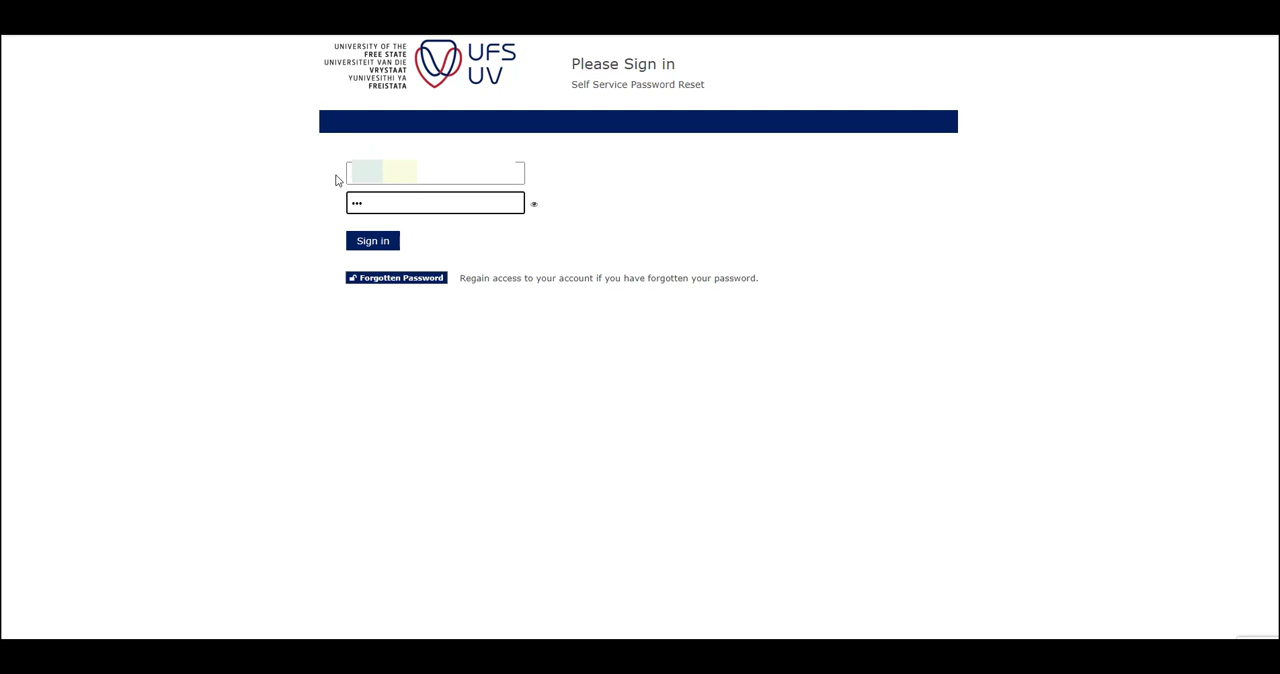 UNIVERSITY OF THE
FREE STATE
UNIVERSITEIT VAN DIE
VRYSTAAT
YUNIVESITHI YA
FREISTATA
UFS
UV
Please Sign in
Self Service Password Reset
•••
Sign in
Forgotten Password Regain access to your account if you have forgotten your password.